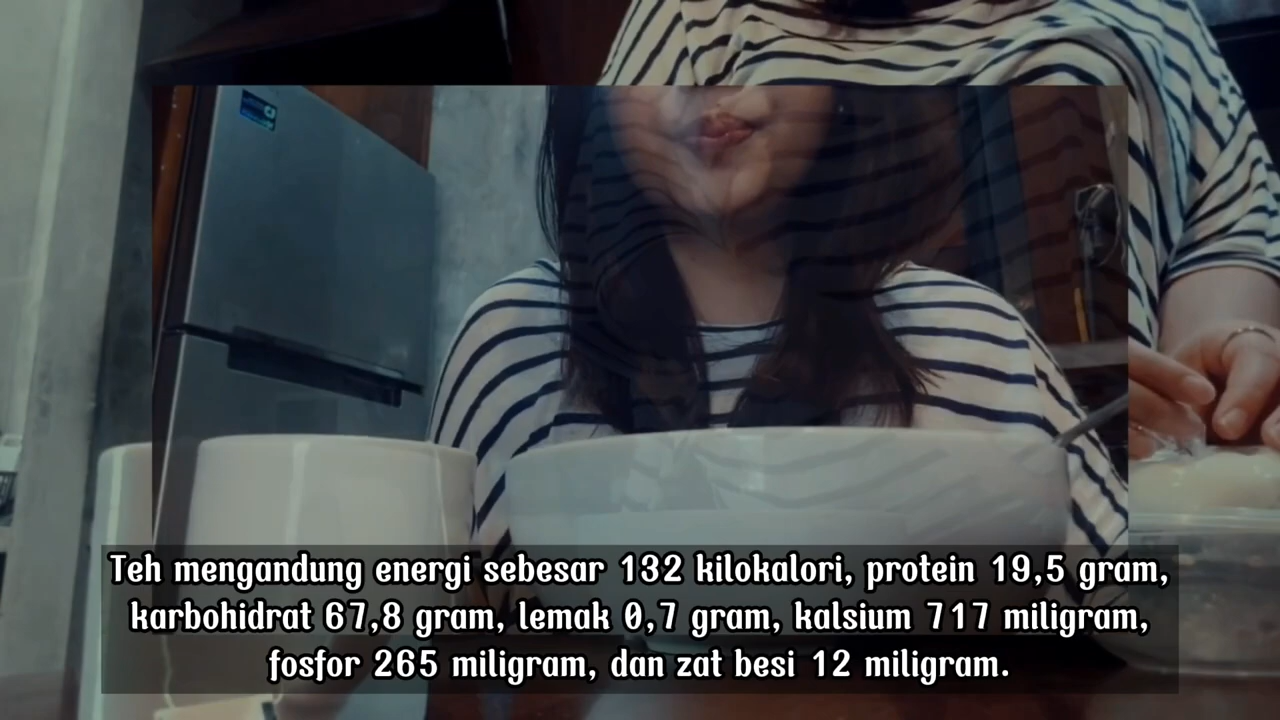 Teh mengandung energi sebesar 132 kilokalori, protein 19,5 gram,
karbohidrat 67,8 gram, lemak 0,7 gram, kalsium 717 miligram,
fosfor 265 miligram, dan zat besi 12 miligram.